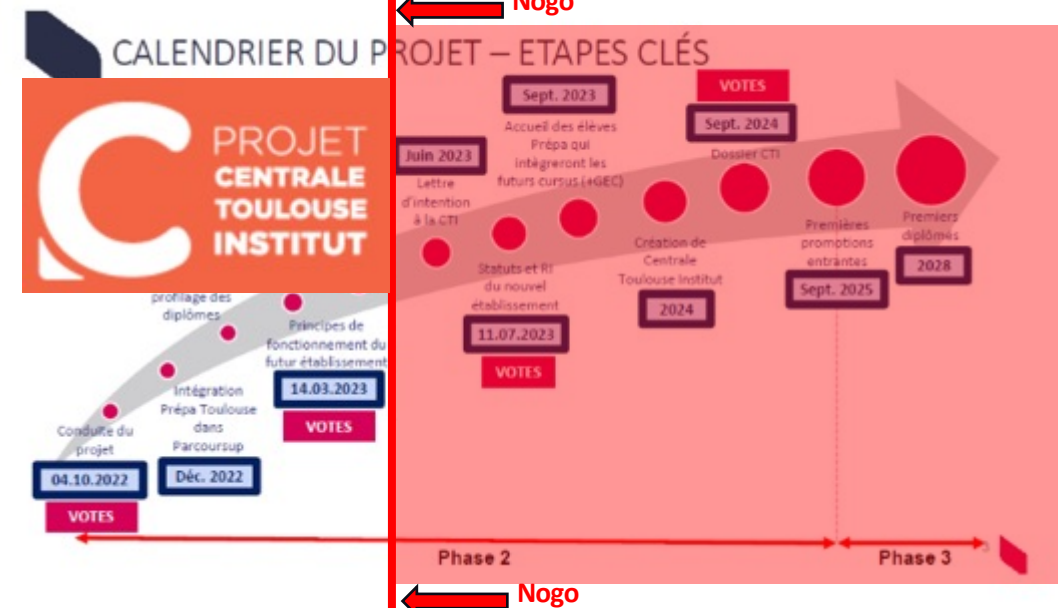 Nogo
CALENDRIER DU PROJET – ETAPES CLÉS
PROJET
CENTRALE
TOULOUSE
INSTITUT
profilage des
diplômes
Conduite du
projet
04.10.2022
VOTES
Intégration
Prépa Toulouse
dans
Parcoursup
Déc. 2022
Principes de
fonctionnement du
futur établissement
14.03.2023
VOTES
Juin 2023
Lettre
d'intention
à la CTI
Statuts et RI
du nouvel
établissement
11.07.2023
VOTES
Sept. 2023
Accueil des élèves
Prépa qui
intègreront les
futurs cursus (+GEC)
Création de
Centrale
Toulouse Institut
2024
VOTES
Sept. 2024
Dossier CTI
Premières
promotions
entrantes
Sept. 2025
Premiers
diplômés
2028
Phase 2
Phase 3
3
Nogo